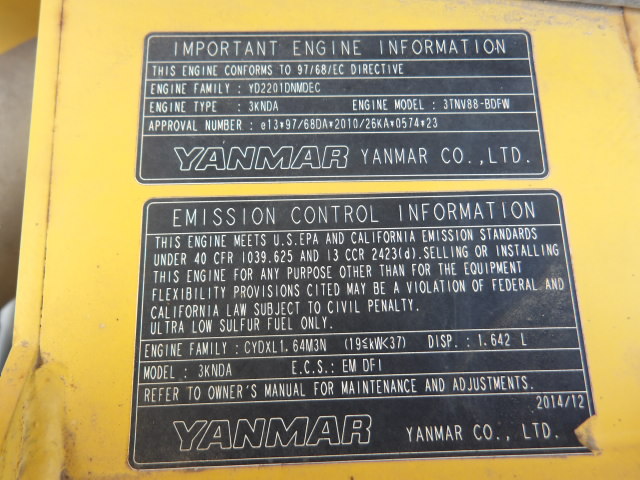 IMPORTANT ENGINE INFORMATION
THIS ENGINE CONFORMS TO 97/68/EC DIRECTIVE
ENGINE FAMILY : YD2201DNMDEC
ENGINE TYPE : 3KNDA ENGINE MODEL : 3TNV88-BDFW
APPROVAL NUMBER : e13*97/68DA*2010/26KA*0574*23
YANMAR YANMAR CO.,LTD.
EMISSION CONTROL INFORMATION
THIS ENGINE MEETS U.S.EPA AND CALIFORNIA EMISSION STANDARDS
UNDER 40 CFR 1039.625 AND 13 CCR 2423(d).SELLING OR INSTALLING
THIS ENGINE FOR ANY PURPOSE OTHER THAN FOR THE EQUIPMENT
FLEXIBILITY PROVISIONS CITED MAY BE A VIOLATION OF FEDERAL AND
CALIFORNIA LAW SUBJECT TO CIVIL PENALTY.
ULTRA LOW SULFUR FUEL ONLY.
ENGINE FAMILY : CYDXL1.64M3N (19≦kW<37) DISP. : 1.642 L
MODEL : 3KNDA E.C.S.: EM DFI
REFER TO OWNER'S MANUAL FOR MAINTENANCE AND ADJUSTMENTS.
2014/12
YANMAR YANMAR CO., LTD.